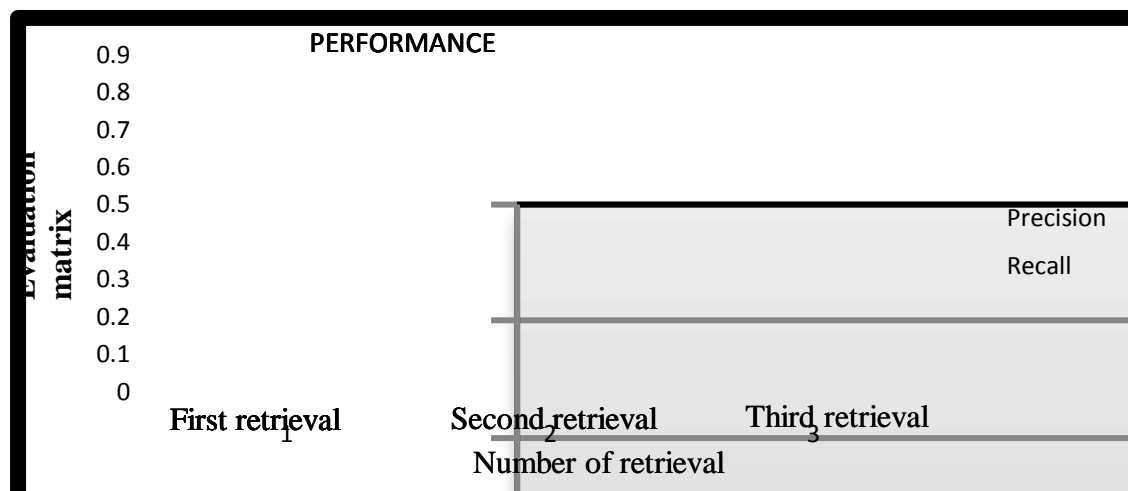 PERFORMANCE
0.9
0.8
0.7
0.6
0.5
0.4
0.3
0.2
0.1
0
Evaluation
matrix
Precision
Recall
First retrieval
Second retrieval
Third retrieval
1
2
3
Number of retrieval